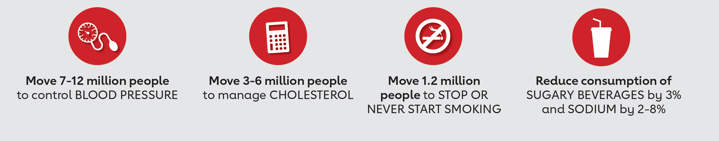 Move 7-12 million people
to control BLOOD PRESSURE
Move 3-6 million people
to manage CHOLESTEROL
Move 1.2 million
people to STOP OR
NEVER START SMOKING
Reduce consumption of
SUGARY BEVERAGES by 3%
and SODIUM by 2-8%